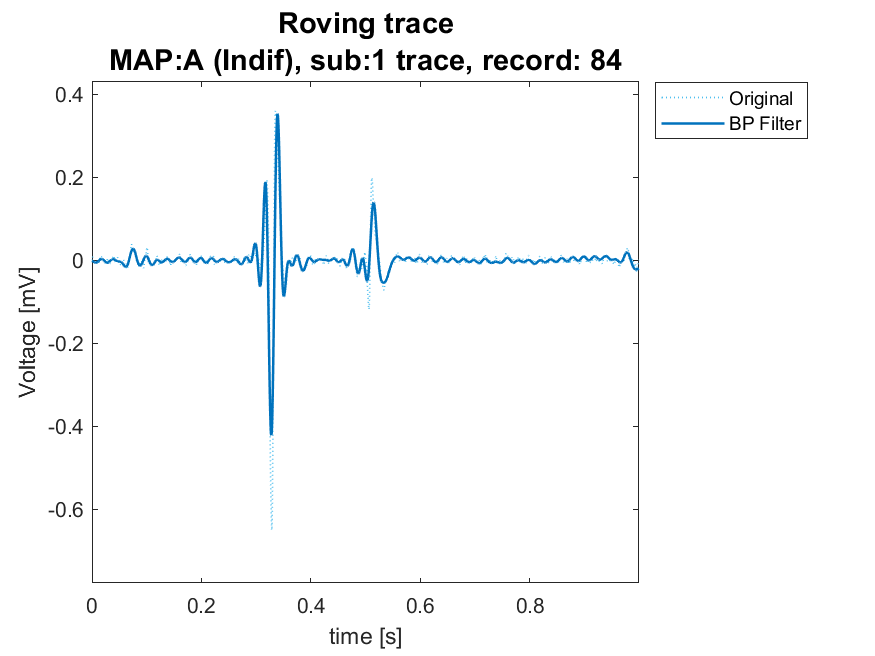 Roving trace
MAP:A (Indif), sub:1 trace, record: 84
Original
BP Filter
0.4
0.2
0
-0.2
-0.4
-0.6
Voltage [mV]
0
0.2
0.4
0.6
0.8
time [s]